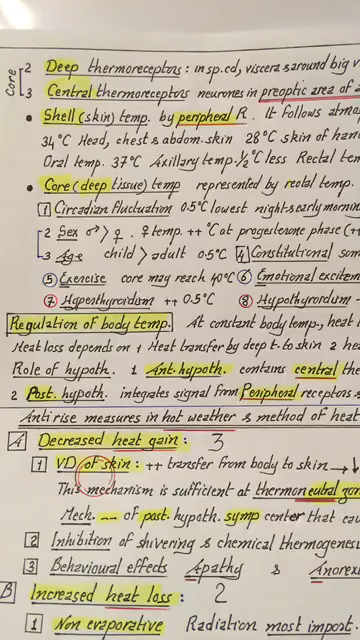 Core 2 Deep thermoreceptors : in sp.cd, viscera & around big v
3 Central thermoreceptors neurones in preoptic area of
• Shell (skin) temp. by peripheral R. It follows atmos
34°C Head, chest & abdom. skin 28°C skin of han
Oral temp. 37°C Axillary temp. ½°C less Rectal tem
• Core (deep tissue) temp represented by rectal temp.
1 Circadian fluctuation 0.5°C lowest night & early mornin
2 Sex ♂ > ♀. ♀ temp. ++ °C at progesterone phase (++
3 Age child > adult 0.5°C 4 Constitutional som
5 Exercise core may reach 40°C 6 Emotional excitem
7 Hyperthyroidism ++ 0.5°C 8 Hypothyroidism
Regulation of body temp. At constant body temp., heat
Heat loss depends on 1 Heat transfer by deep t. to skin 2 hea
Role of hypoth. 1 Ant. hypoth. contains central the
2 Post. hypoth. integrates signal from Peripheral receptors &
Anti rise measures in hot weather & method of heat
A Decreased heat gain : 3
1 VD of skin : ++ transfer from body to skin → ↓
This mechanism is sufficient at thermoneutral zon
Mech. --- of post. hypoth. symp center that cau
2 Inhibition of shivering & chemical thermogenes
3 Behavioural effects Apathy & Anorex
B Increased heat loss : 2
1 Non evaporative Radiation most import.